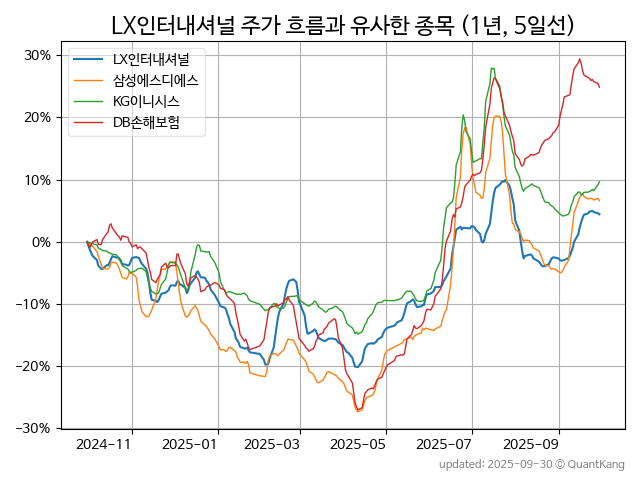 LX인터내셔널 주가 흐름과 유사한 종목 (1년, 5일선)
LX인터내셔널
삼성에스디에스
KG이니시스
DB손해보험
30%
20%
10%
0%
−10%
−20%
−30%
2024-11 2025-01 2025-03 2025-05 2025-07 2025-09
updated: 2025-09-30 © QuantKang